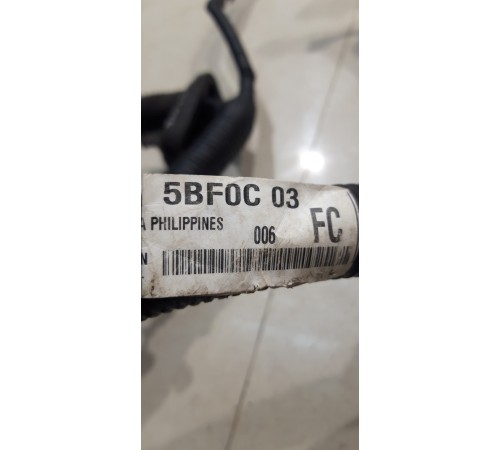 5BF0C 03
A PHILIPPINES
006 FC
N